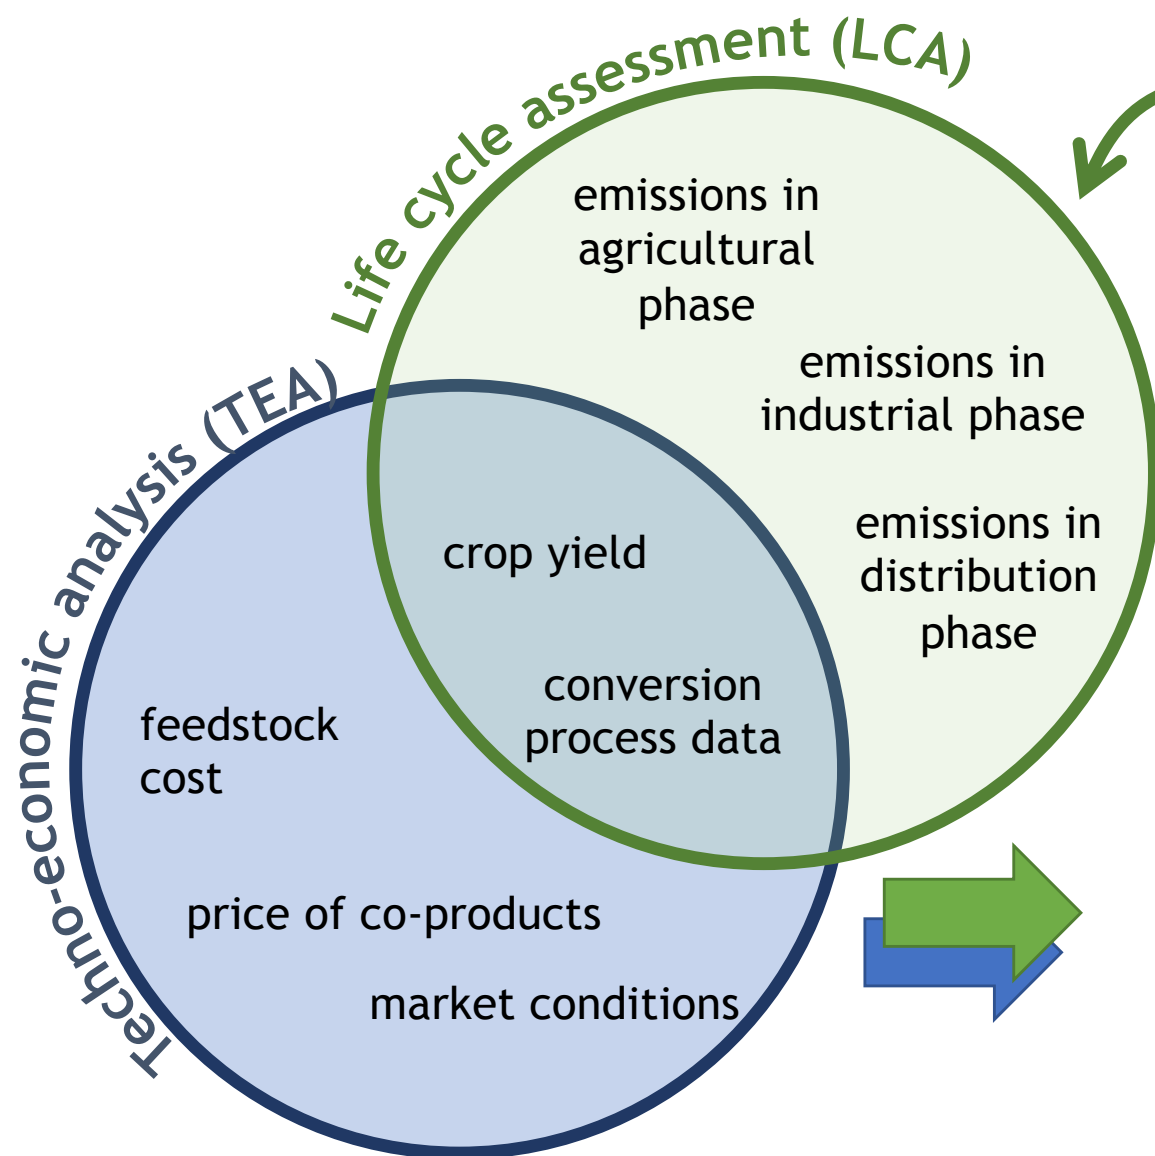 Life cycle assessment (LCA)
emissions in
agricultural
phase
emissions in
industrial phase
emissions in
distribution
phase
Techno-economic analysis (TEA)
crop yield
conversion
process data
feedstock
cost
price of co-products
market conditions